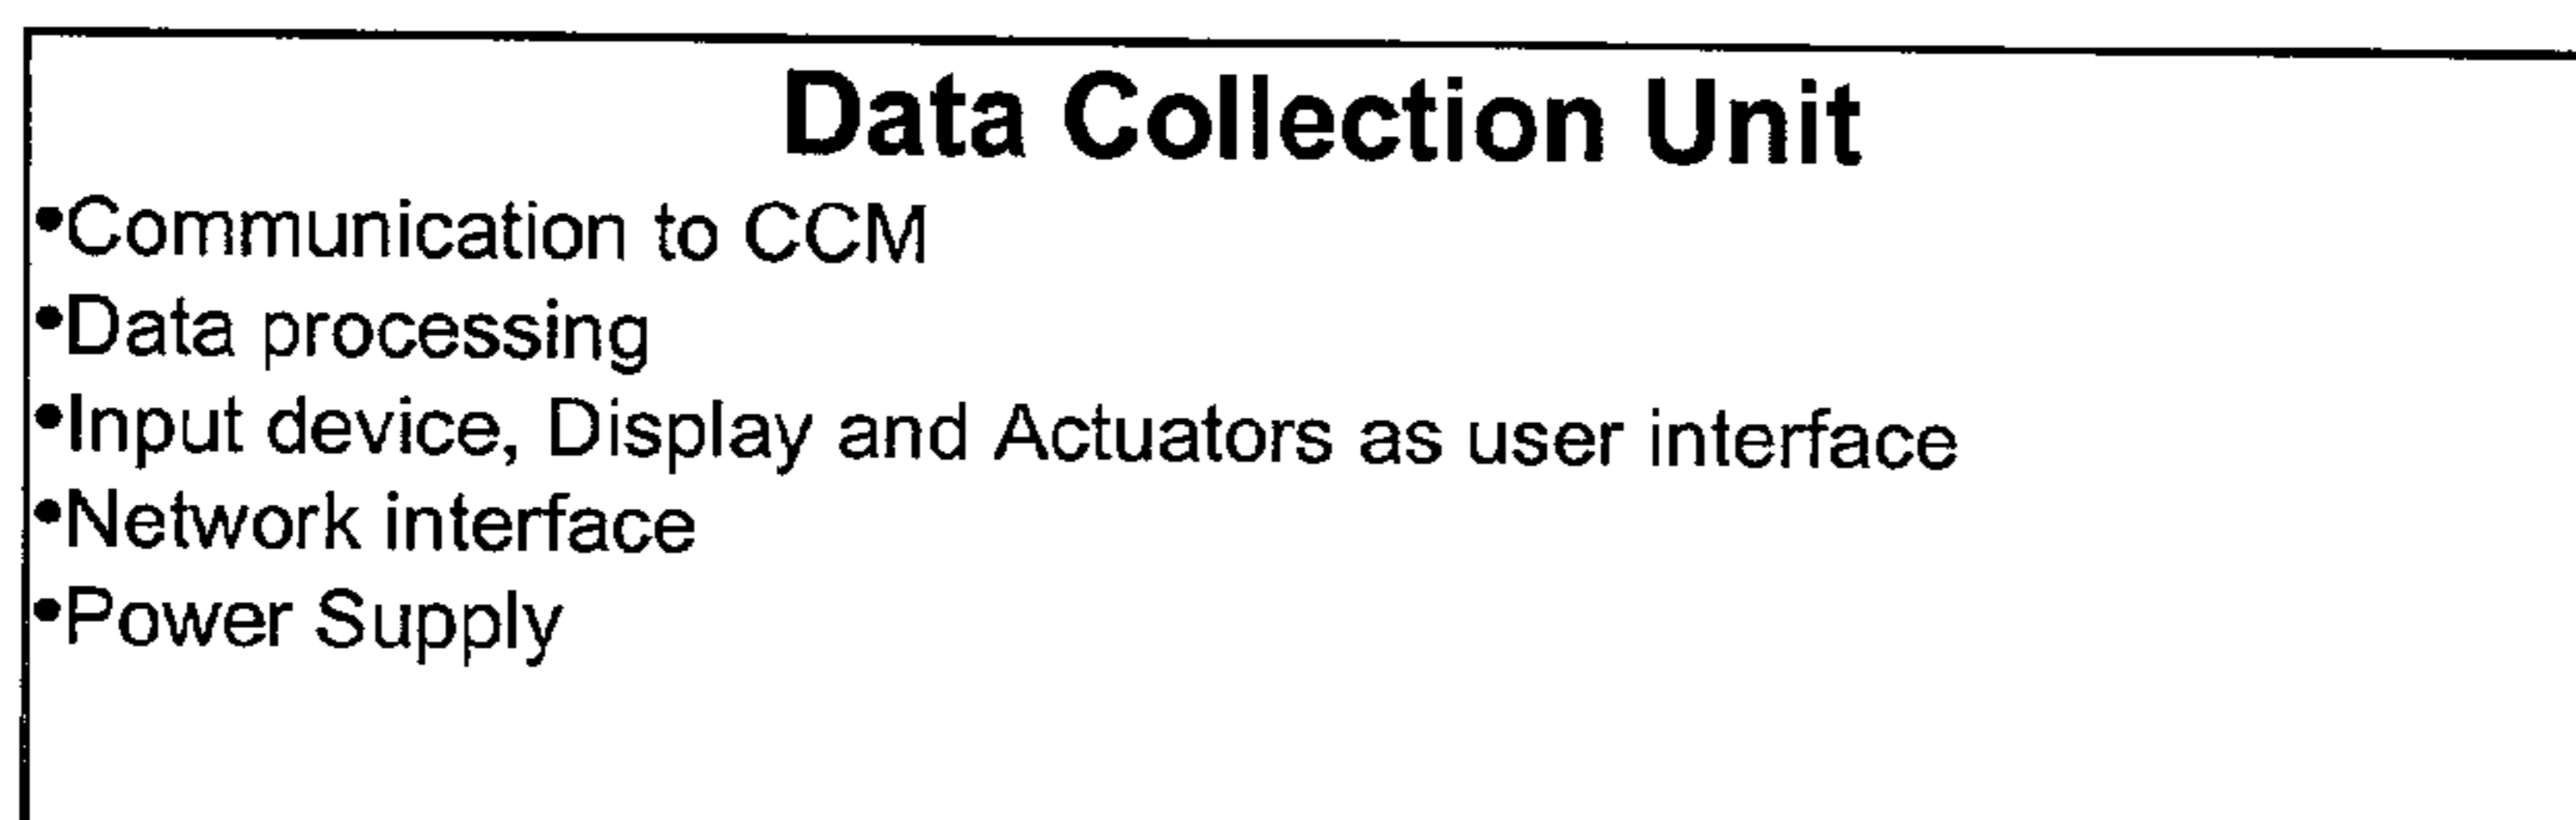 Data Collection Unit
•Communication to CCM
•Data processing
•Input device, Display and Actuators as user interface
•Network interface
•Power Supply